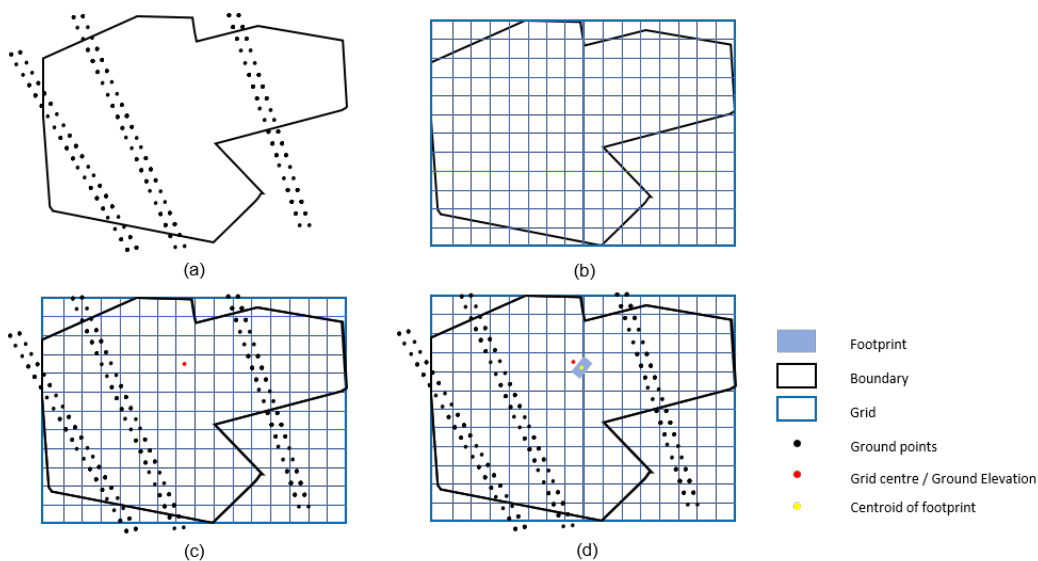 (a)
(b)
(c)
(d)
Footprint
Boundary
Grid
Ground points
Grid centre / Ground Elevation
Centroid of footprint